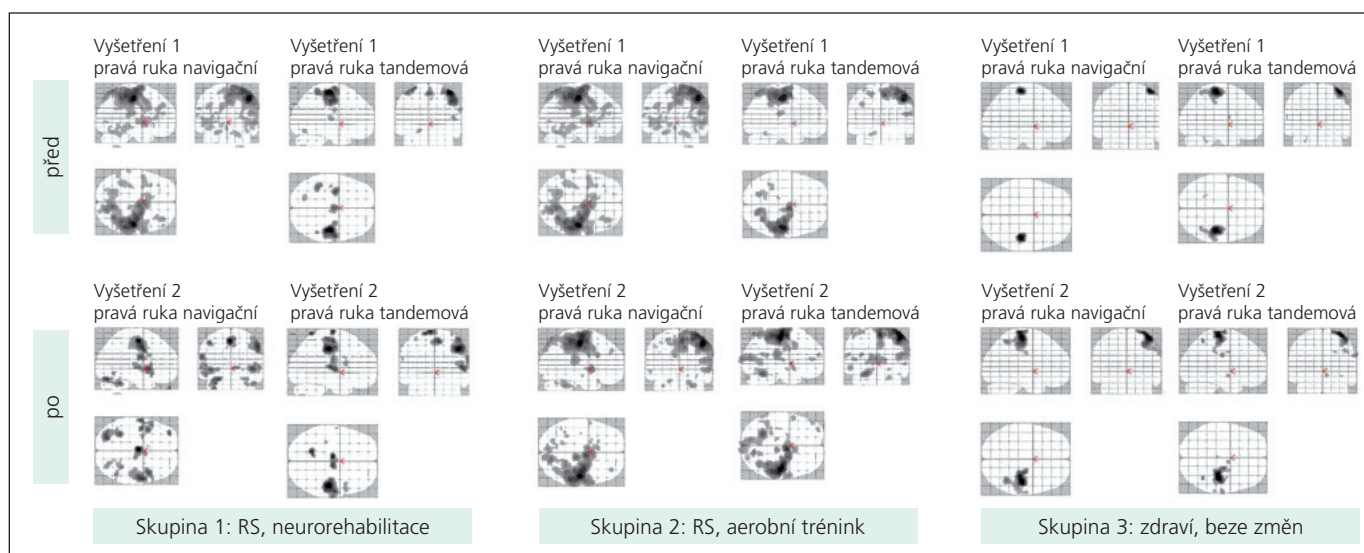 před
Vyšetření 1
pravá ruka navigační
Vyšetření 1
pravá ruka tandemová
Vyšetření 1
pravá ruka navigační
Vyšetření 1
pravá ruka tandemová
Vyšetření 1
pravá ruka navigační
Vyšetření 1
pravá ruka tandemová
po
Vyšetření 2
pravá ruka navigační
Vyšetření 2
pravá ruka tandemová
Vyšetření 2
pravá ruka navigační
Vyšetření 2
pravá ruka tandemová
Vyšetření 2
pravá ruka navigační
Vyšetření 2
pravá ruka tandemová
Skupina 1: RS, neurorehabilitace
Skupina 2: RS, aerobní trénink
Skupina 3: zdraví, beze změn